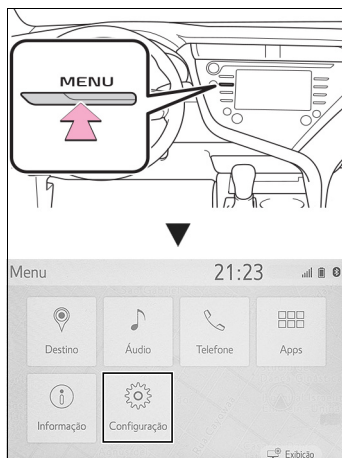 MENU
Menu 21:23
Destino Áudio Telefone Apps
Informação Configuração
Exibição